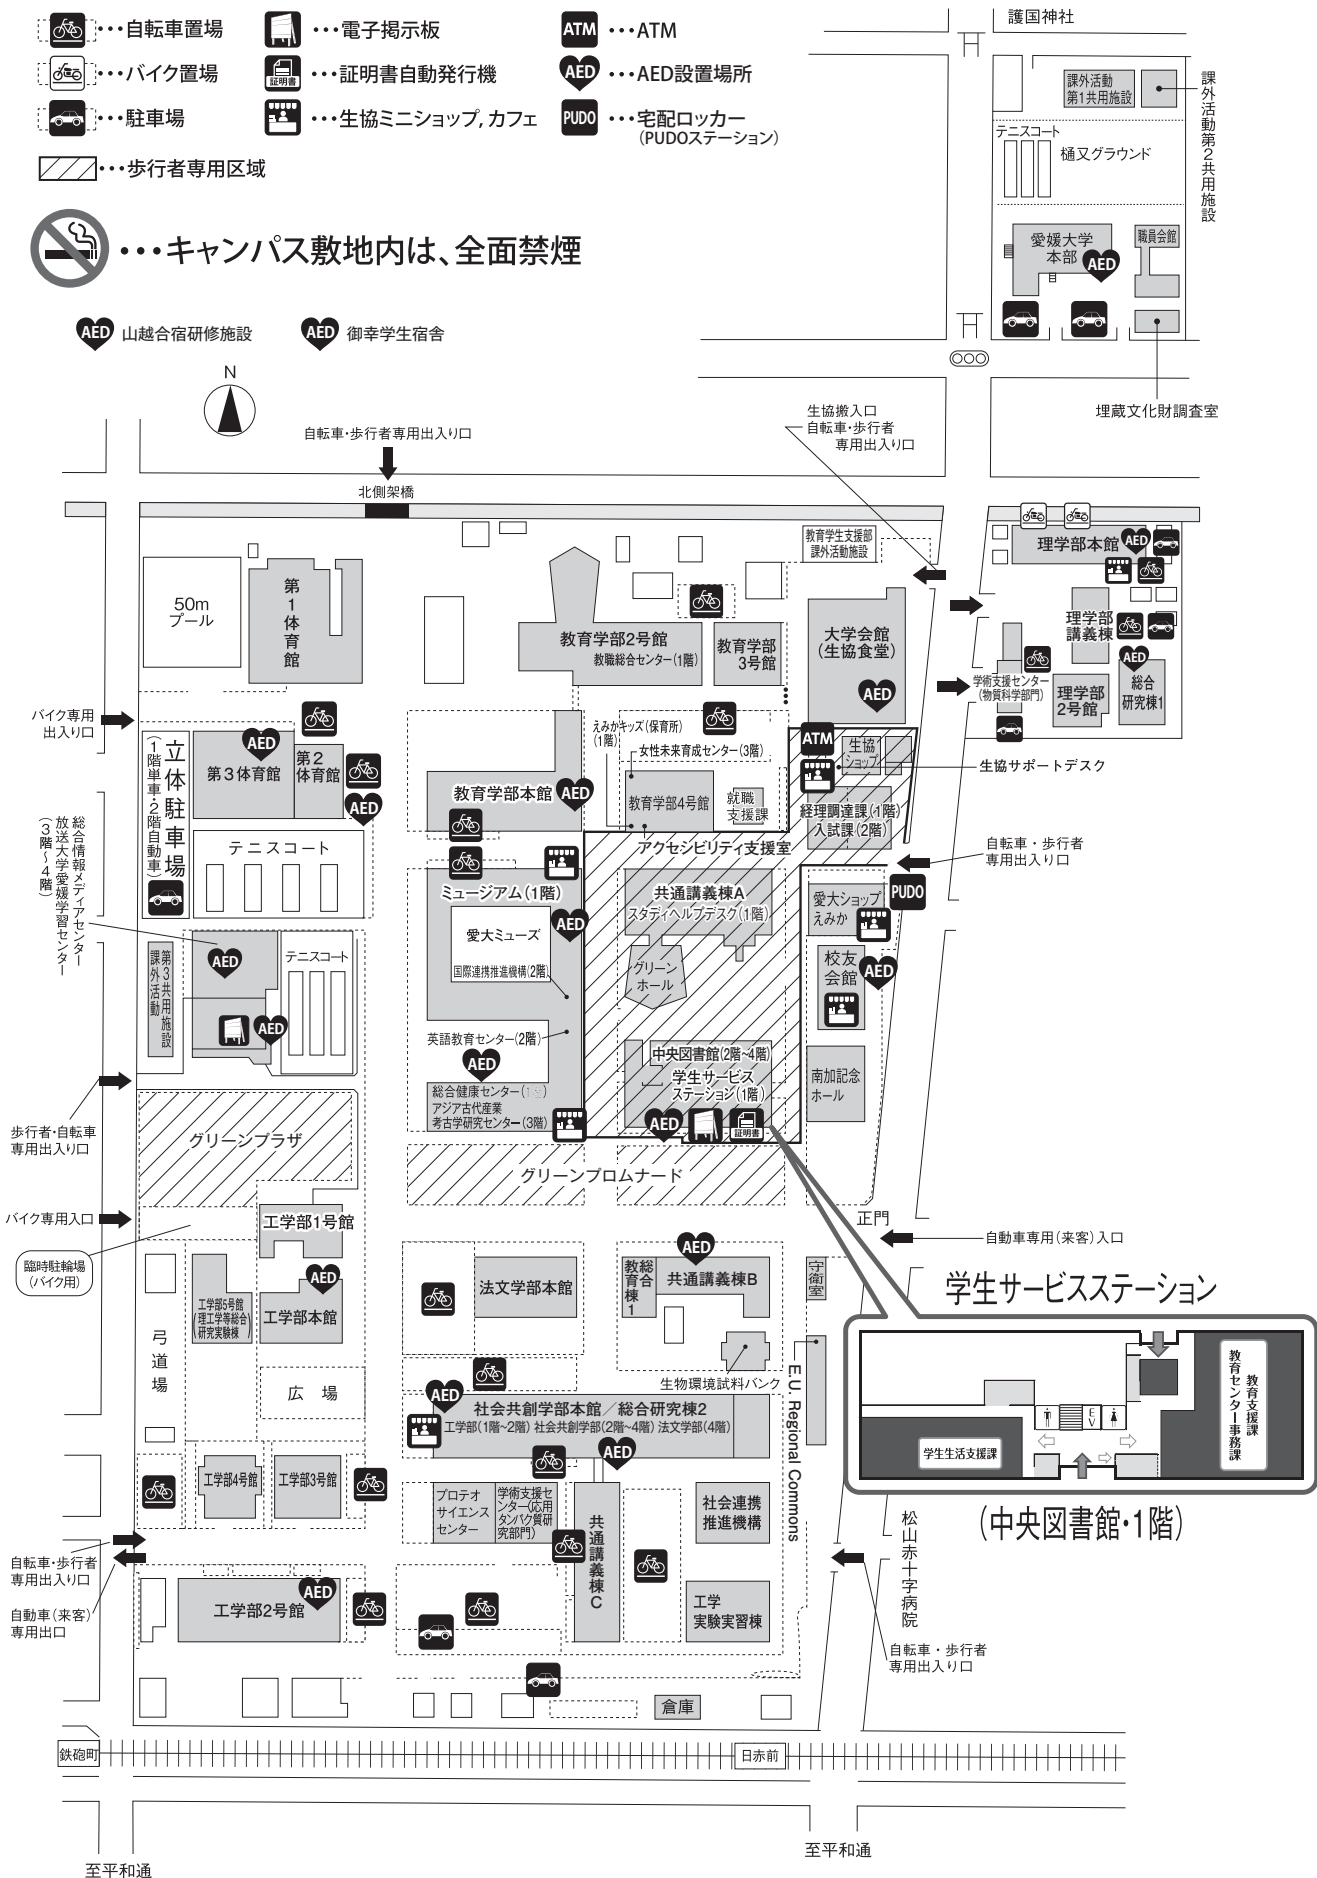 ･･･自転車置場
･･･電子掲示板
ATM
･･･ATM
･･･バイク置場
証明書
･･･証明書自動発行機
AED
･･･AED設置場所
･･･駐車場
･･･生協ミニショップ,カフェ
PUDO
･･･宅配ロッカー
(PUDOステーション)
･･･歩行者専用区域
･･･キャンパス敷地内は、全面禁煙
AED
山越合宿研修施設
AED
御幸学生宿舎
N
護国神社
課外活動
第1共用施設
課外活動第2共用施設
テニスコート
樋又グラウンド
愛媛大学
本部
AED
職員会館
埋蔵文化財調査室
生協搬入口
自転車･歩行者
専用出入り口
自転車･歩行者専用出入り口
北側架橋
教育学生支援部
課外活動施設
理学部本館
AED
50m
プール
第1体育館
教育学部2号館
教職総合センター(1階)
教育学部
3号館
大学会館
(生協食堂)
AED
理学部
講義棟
学術支援センター
(物質科学部門)
理学部
2号館
AED
総合
研究棟1
バイク専用
出入り口
立体駐車場
(1階単車･2階自動車)
AED
第3体育館
第2
体育館
AED
教育学部本館
AED
えみかキッズ(保育所)
(1階)
女性未来育成センター(3階)
教育学部4号館
就職
支援課
アクセシビリティ支援室
ATM
生協
ショップ
生協サポートデスク
経理調達課(1階)
入試課(2階)
自転車・歩行者
専用出入り口
総合情報メディアセンター
放送大学愛媛学習センター
(3階〜4階)
テニスコート
ミュージアム(1階)
愛大ミューズ
AED
国際連携推進機構(2階)
共通講義棟A
スタディヘルプデスク(1階)
グリーン
ホール
愛大ショップ
えみか
PUDO
校友
会館
AED
第3共用施設
課外活動
AED
AED
テニスコート
英語教育センター(2階)
AED
総合健康センター(1階)
アジア古代産業
考古学研究センター(3階)
中央図書館(2階~4階)
学生サービス
ステーション(1階)
AED
証明書
南加記念
ホール
歩行者･自転車
専用出入り口
グリーンプラザ
グリーンプロムナード
バイク専用入口
臨時駐輪場
(バイク用)
工学部1号館
正門
自動車専用(来客)入口
工学部5号館
(理工学等総合
研究実験棟)
AED
工学部本館
法文学部本館
教育
総合
棟1
AED
共通講義棟B
守衛室
弓道場
広 場
生物環境試料バンク
E.U. Regional Commons
学生サービスステーション
教育支援課
教育センター事務課
EV
学生生活支援課
(中央図書館･1階)
AED
社会共創学部本館／総合研究棟2
工学部(1階~2階) 社会共創学部(2階~4階) 法文学部(4階)
AED
工学部4号館
工学部3号館
プロテオ
サイエンス
センター
学術支援セ
ンター(応用
タンパク質研
究部門)
共通講義棟C
社会連携
推進機構
工学
実験実習棟
松山赤十字病院
自転車･歩行者
専用出入り口
自動車(来客)
専用出口
工学部2号館
AED
自転車・歩行者
専用出入り口
倉庫
鉄砲町
日赤前
至平和通
至平和通